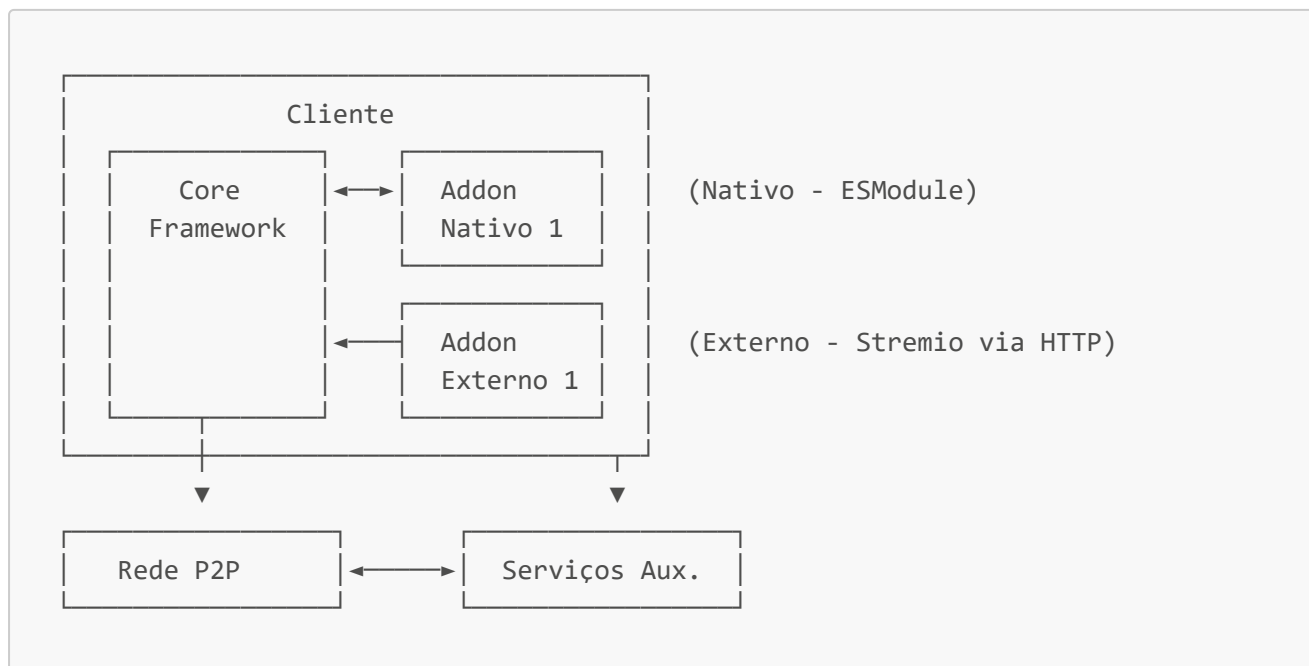 Cliente
Core
Framework
Addon
Nativo 1
(Nativo - ESModule)
Addon
Externo 1
(Externo - Stremio via HTTP)
Rede P2P
Serviços Aux.